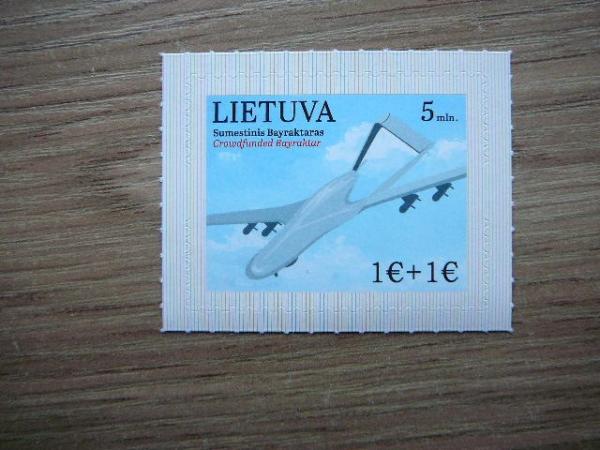 LIETUVA 5 mln.
Sumestinis Bayraktaras
Crowdfunded Bayraktar
1€+1€